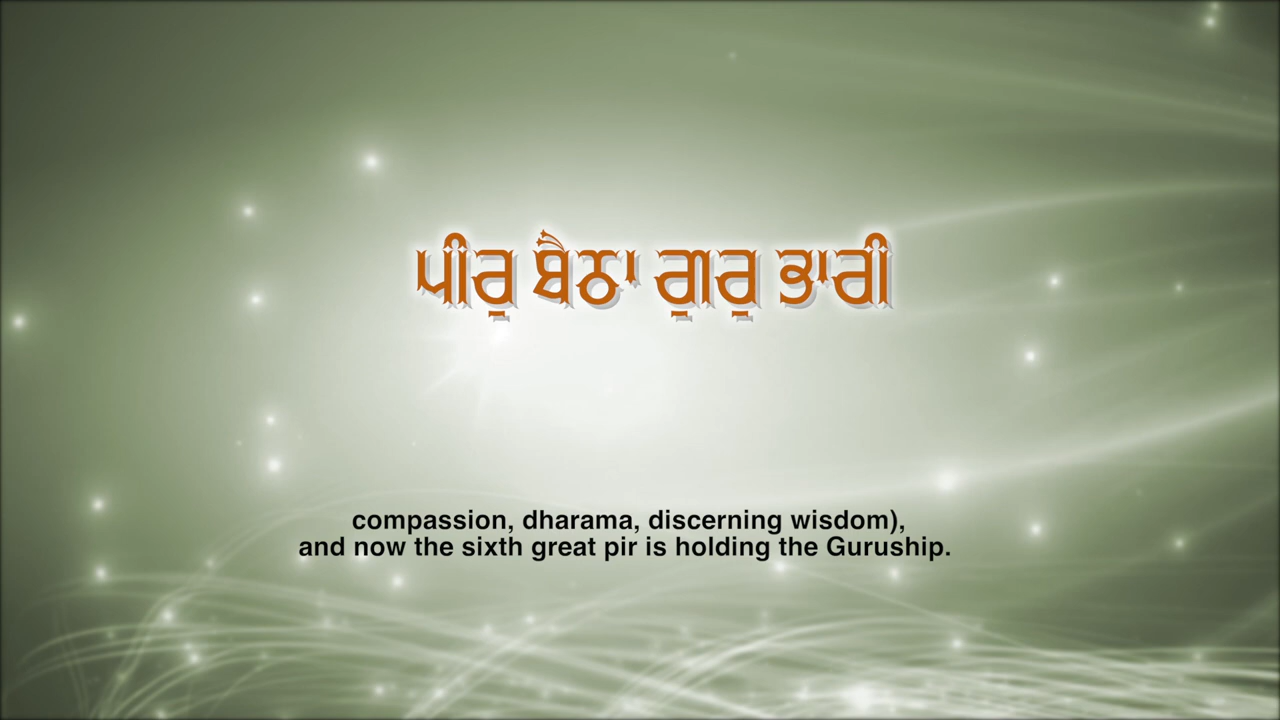 ਪੀਰੁ ਬੈਠਾ ਗੁਰੁ ਭਾਰੀ
compassion, dharama, discerning wisdom),
and now the sixth great pir is holding the Guruship.